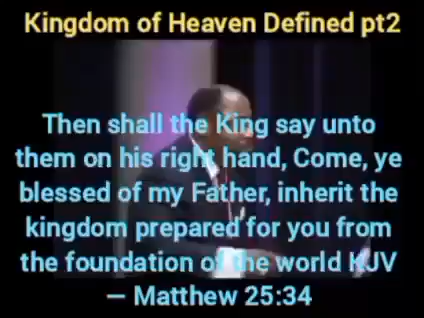 Kingdom of Heaven Defined pt2
Then shall the King say unto
them on his right hand, Come, ye
blessed of my Father, inherit the
kingdom prepared for you from
the foundation of the world KJV
— Matthew 25:34